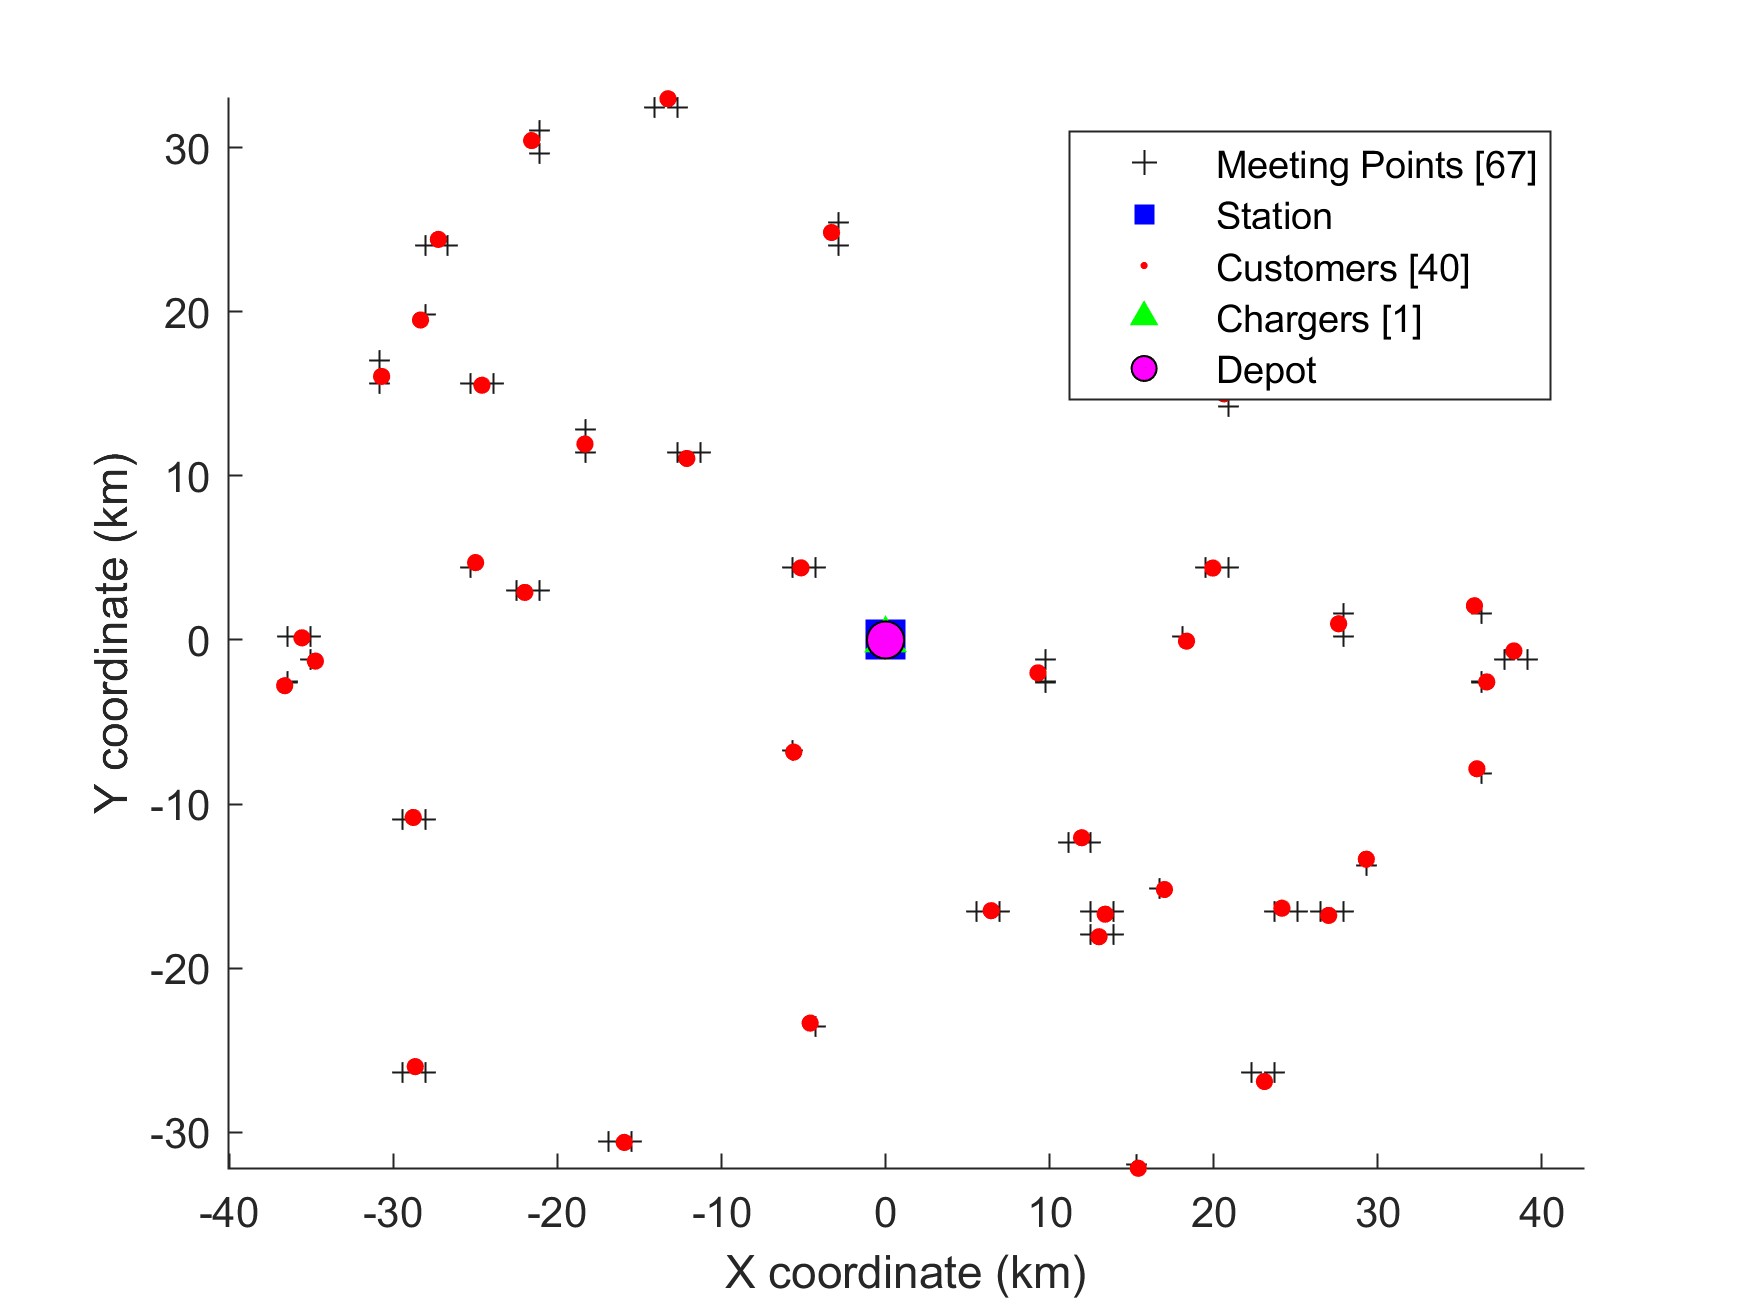 30
20
10
0
-10
-20
-30
Y coordinate (km)
Meeting Points [67]
Station
Customers [40]
Chargers [1]
Depot
-40 -30 -20 -10 0 10 20 30 40
X coordinate (km)